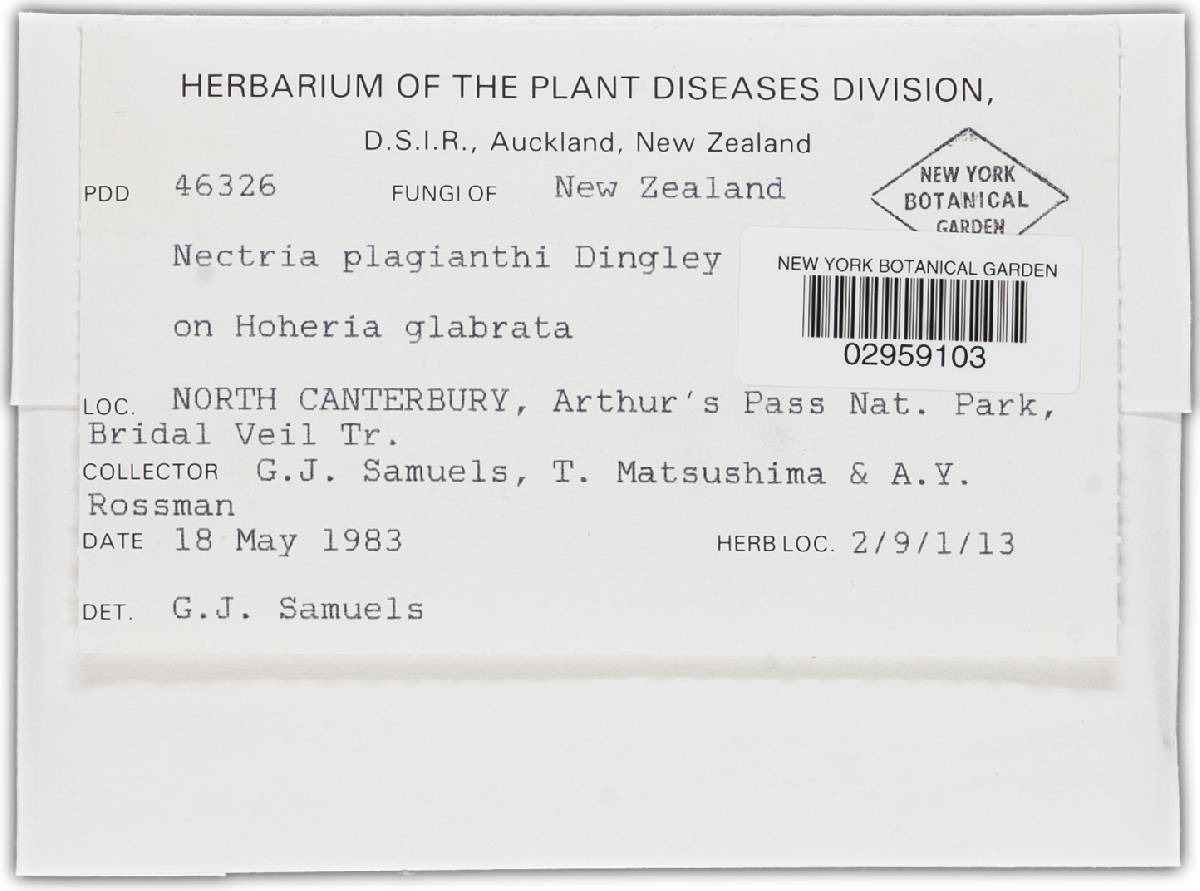 HERBARIUM OF THE PLANT DISEASES DIVISION,
D.S.I.R., Auckland, New Zealand
PDD 46326 FUNGI OF New Zealand
NEW YORK
BOTANICAL
GARDEN
Nectria plagianthi Dingley
NEW YORK BOTANICAL GARDEN
02959103
on Hoheria glabrata
LOC. NORTH CANTERBURY, Arthur's Pass Nat. Park,
Bridal Veil Tr.
COLLECTOR G.J. Samuels, T. Matsushima & A.Y.
Rossman
DATE 18 May 1983 HERB LOC. 2/9/1/13
DET. G.J. Samuels